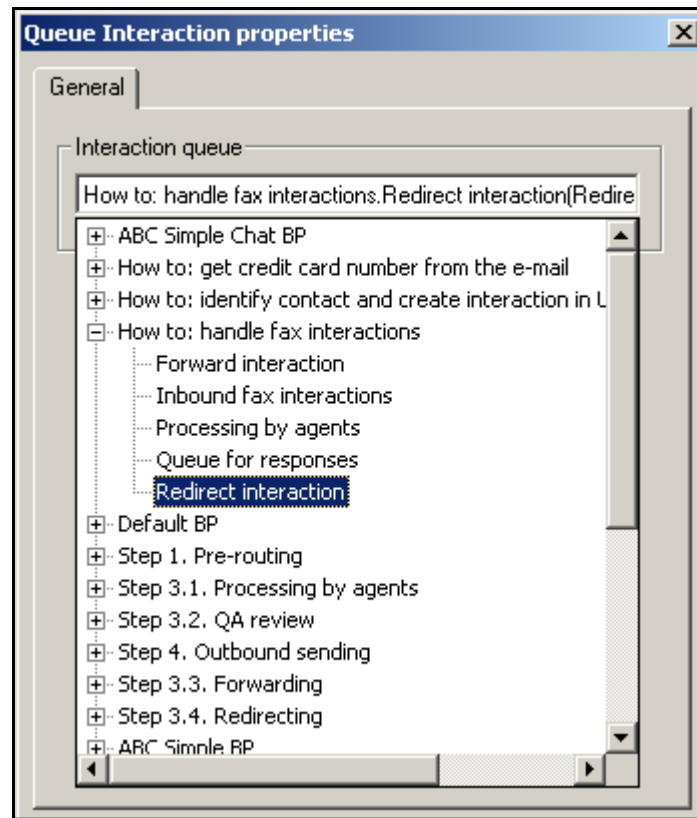 Queue Interaction properties
General
Interaction queue
How to: handle fax interactions.Redirect interaction(Redire
ABC Simple Chat BP
How to: get credit card number from the e-mail
How to: identify contact and create interaction in U
How to: handle fax interactions
Forward interaction
Inbound fax interactions
Processing by agents
Queue for responses
Redirect interaction
Default BP
Step 1. Pre-routing
Step 3.1. Processing by agents
Step 3.2. QA review
Step 4. Outbound sending
Step 3.3. Forwarding
Step 3.4. Redirecting
ABC Simple BP